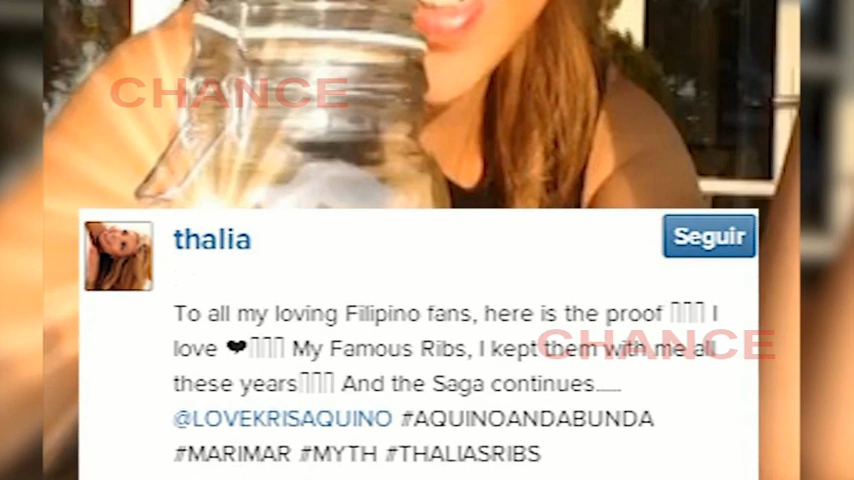 CHANCE
thalia
Seguir
To all my loving Filipino fans, here is the proof I
love ❤ My Famous Ribs, I kept them with me all
CHANCE
these years And the Saga continues......
@LOVEKRISAQUINO #AQUINOANDABUNDA
#MARIMAR #MYTH #THALIASRIBS